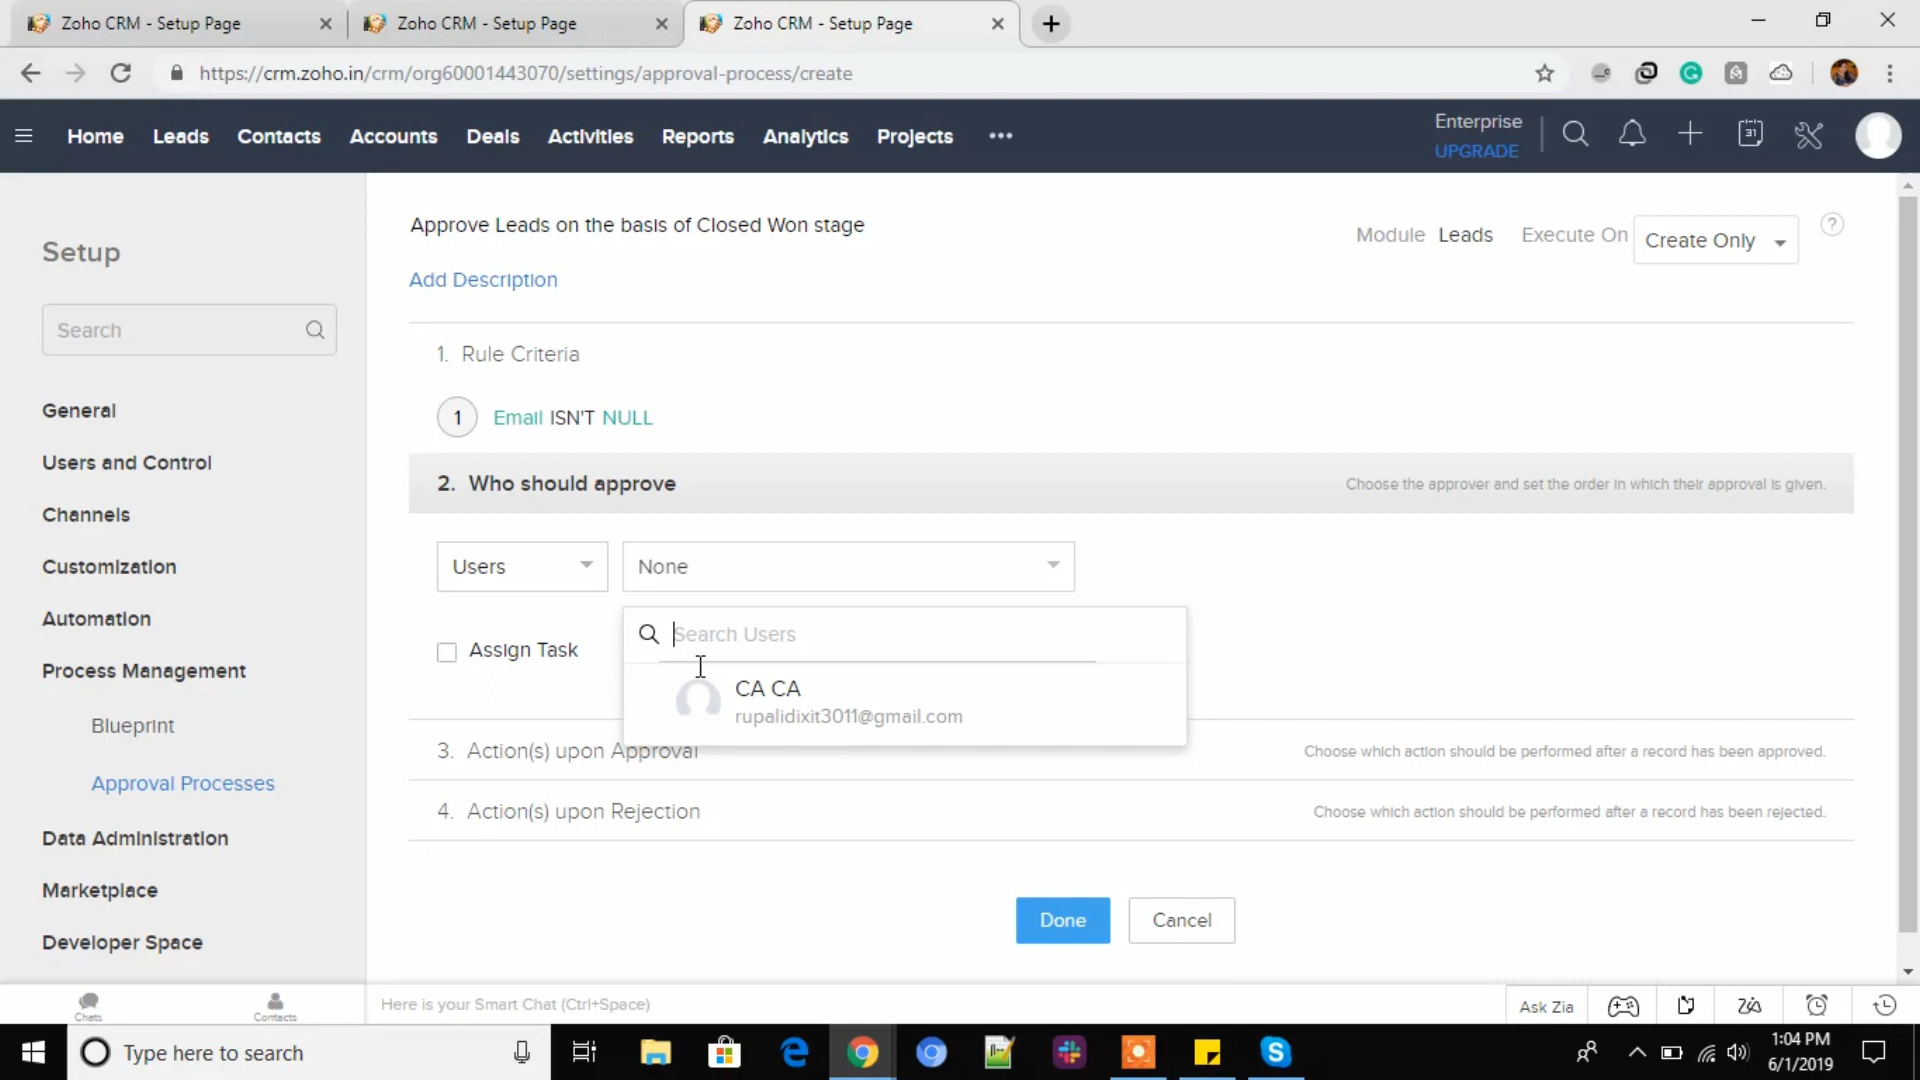 Zoho CRM - Setup Page
Zoho CRM - Setup Page
Zoho CRM - Setup Page
https://crm.zoho.in/crm/org60001443070/settings/approval-process/create
Home Leads Contacts Accounts Deals Activities Reports Analytics Projects
Enterprise
UPGRADE
31
Setup
Search
General
Users and Control
Channels
Customization
Automation
Process Management
Blueprint
Approval Processes
Data Administration
Marketplace
Developer Space
Approve Leads on the basis of Closed Won stage
Module Leads Execute On Create Only
?
Add Description
1. Rule Criteria
1 Email ISN'T NULL
2. Who should approve
Choose the approver and set the order in which their approval is given.
Users
None
Search Users
Assign Task
CA CA
rupalidixit3011@gmail.com
3. Action(s) upon Approval
Choose which action should be performed after a record has been approved.
4. Action(s) upon Rejection
Choose which action should be performed after a record has been rejected.
Done
Cancel
Chats
Contacts
Here is your Smart Chat (Ctrl+Space)
Ask Zia
Type here to search
1:04 PM
6/1/2019